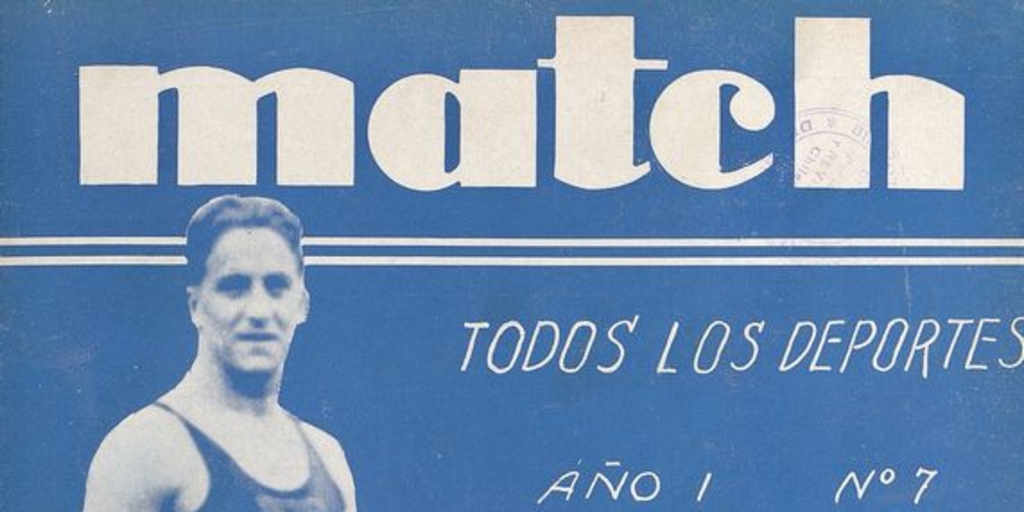 match
TODOS LOS DEPORTES
AÑO I Nº 7